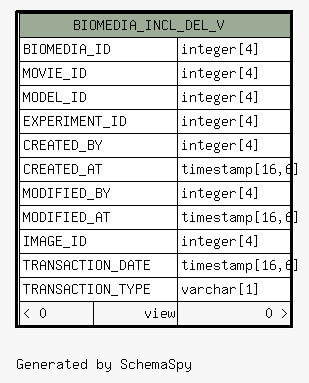 BIOMEDIA_INCL_DEL_V
BIOMEDIA_ID integer[4]
MOVIE_ID integer[4]
MODEL_ID integer[4]
EXPERIMENT_ID integer[4]
CREATED_BY integer[4]
CREATED_AT timestamp[16,6]
MODIFIED_BY integer[4]
MODIFIED_AT timestamp[16,6]
IMAGE_ID integer[4]
TRANSACTION_DATE timestamp[16,6]
TRANSACTION_TYPE varchar[1]
< 0 view 0 >
Generated by SchemaSpy